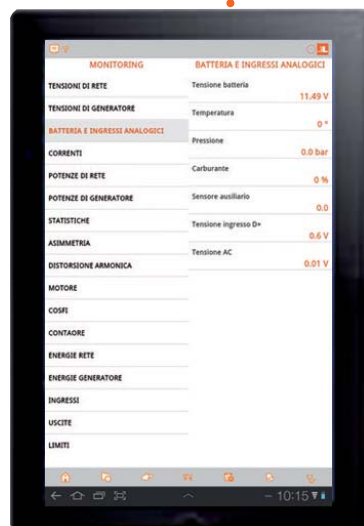 MONITORING
TENSIONI DI RETE
TENSIONI DI GENERATORE
BATTERIA E INGRESSI ANALOGICI
CORRENTI
POTENZE DI RETE
POTENZE DI GENERATORE
STATISTICHE
ASIMMETRIA
DISTORSIONE ARMONICA
MOTORE
COSFI
CONTAORE
ENERGIE RETE
ENERGIE GENERATORE
INGRESSI
USCITE
LIMITI
BATTERIA E INGRESSI ANALOGICI
Tensione batteria
11.49 V
Temperatura
0 °
Pressione
0.0 bar
Carburante
0 %
Sensore ausiliario
0.0
Tensione ingresso D+
0.6 V
Tensione AC
0.01 V
10:15